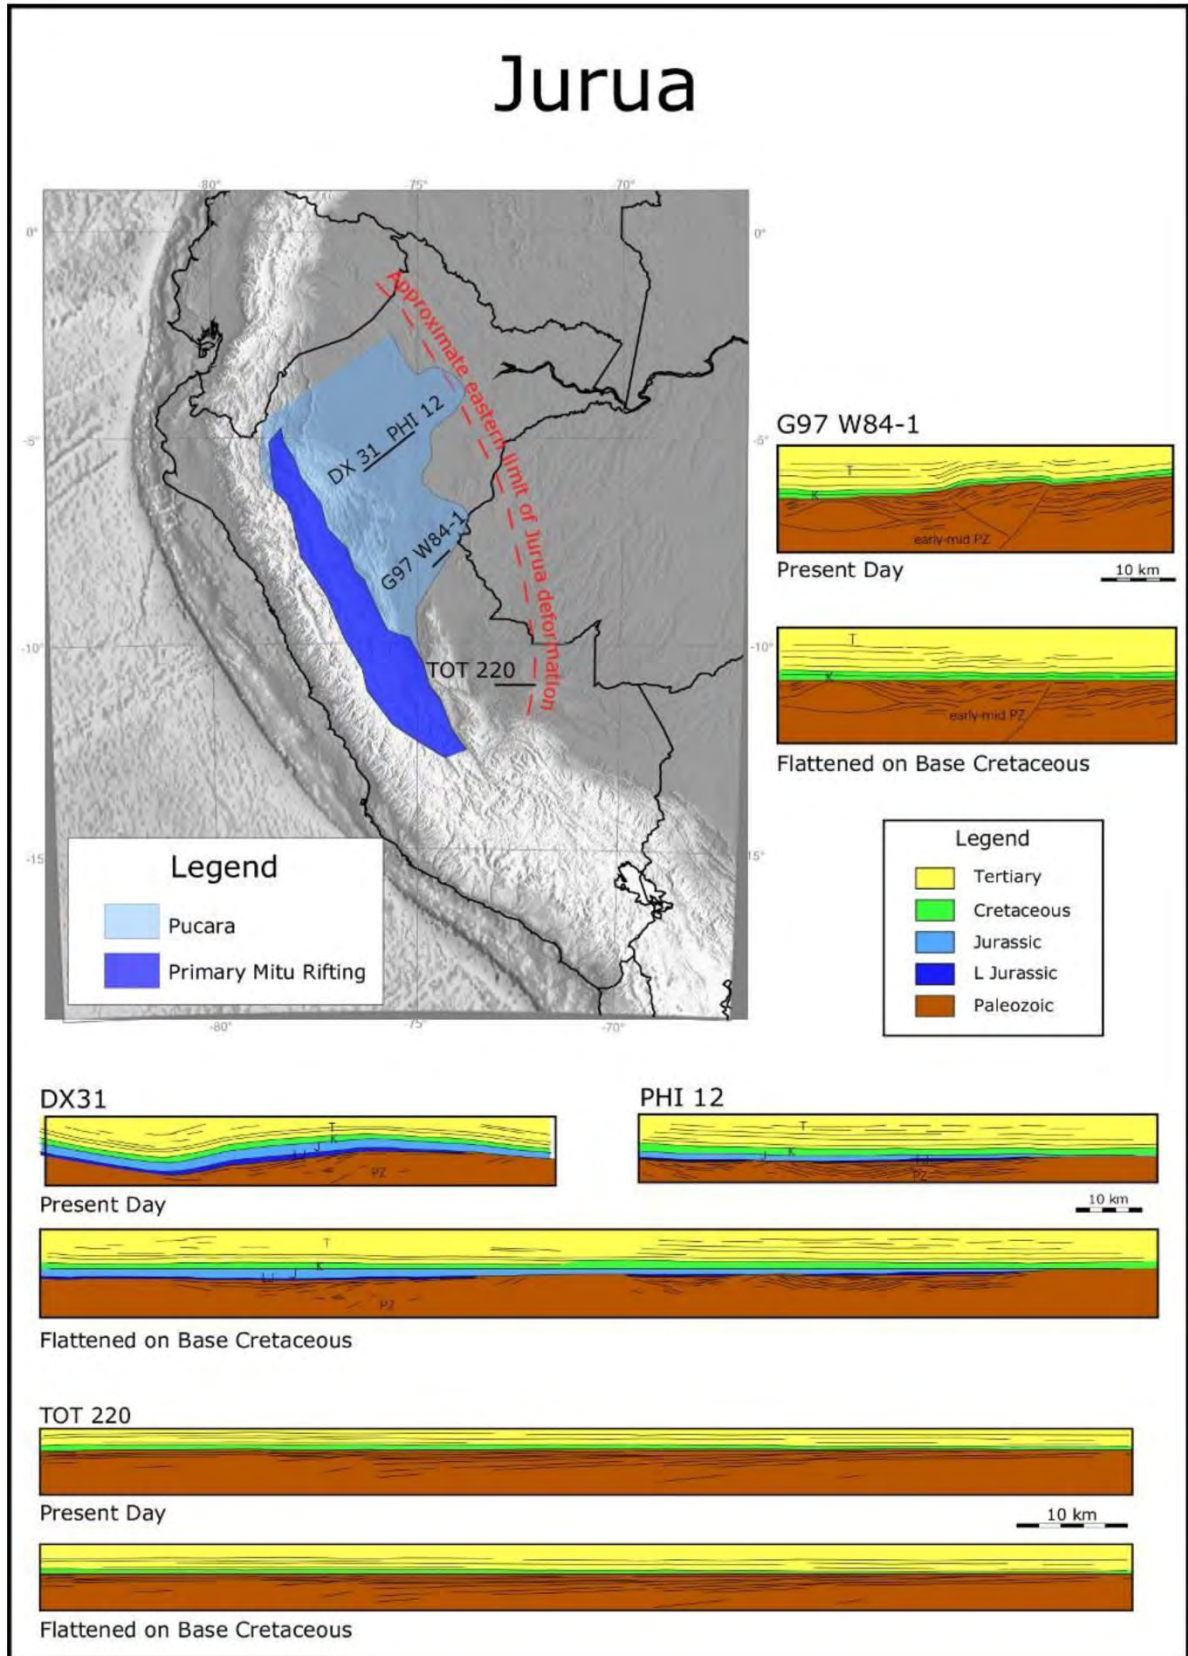 Jurua
-80°
-75°
-70°
0°
0°
Approximate eastern limit of Jurua deformation
DX 31 PHI 12
-5°
-5°
G97 W84-1
-10°
-10°
TOT 220
-15
15°
-80°
-75°
-70°
Legend
Pucara
Primary Mitu Rifting
G97 W84-1
T
K
early-mid PZ
Present Day
10 km
T
K
early-mid PZ
Flattened on Base Cretaceous
Legend
Tertiary
Cretaceous
Jurassic
L Jurassic
Paleozoic
DX31
T
K
J
LJ
PZ
Present Day
PHI 12
T
K
J
LJ
PZ
10 km
T
K
J
LJ
PZ
Flattened on Base Cretaceous
TOT 220
Present Day
10 km
Flattened on Base Cretaceous